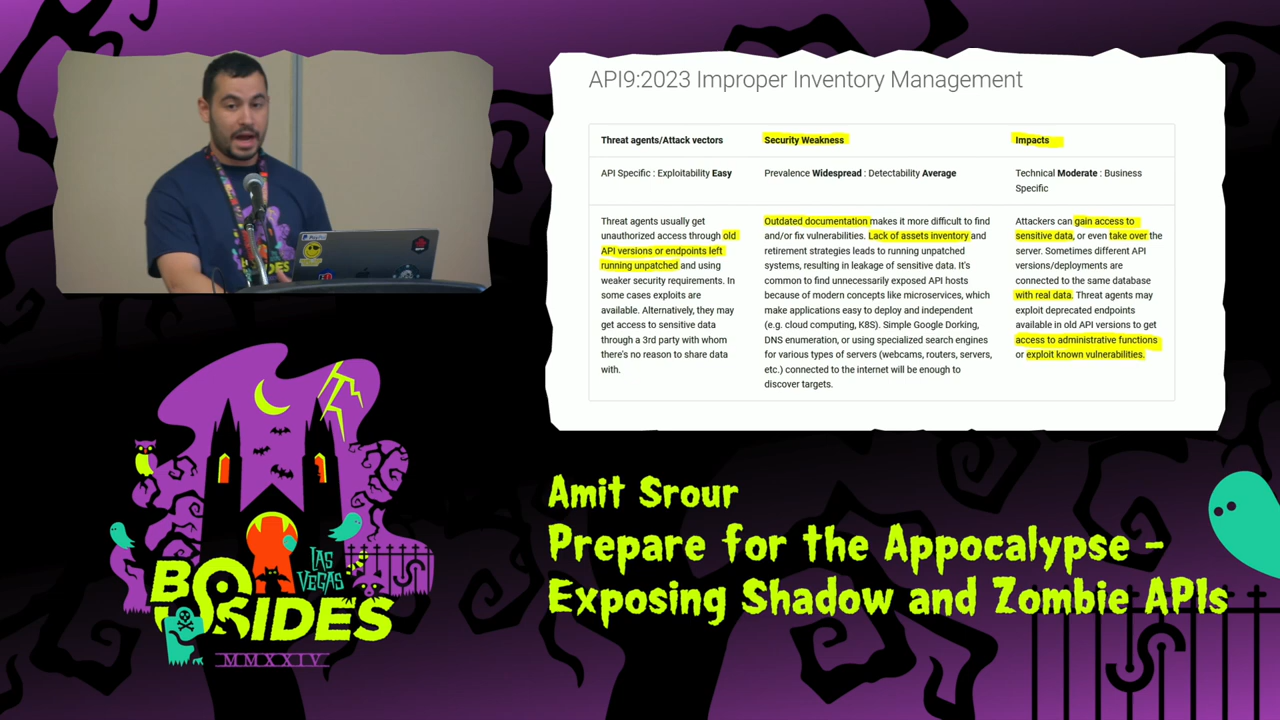 API9:2023 Improper Inventory Management
Threat agents/Attack vectors
Security Weakness
Impacts
API Specific : Exploitability Easy
Prevalence Widespread : Detectability Average
Technical Moderate : Business
Specific
Threat agents usually get
unauthorized access through old
API versions or endpoints left
running unpatched and using
weaker security requirements. In
some cases exploits are
available. Alternatively, they may
get access to sensitive data
through a 3rd party with whom
there's no reason to share data
with.
Outdated documentation makes it more difficult to find
and/or fix vulnerabilities. Lack of assets inventory and
retirement strategies leads to running unpatched
systems, resulting in leakage of sensitive data. It's
common to find unnecessarily exposed API hosts
because of modern concepts like microservices, which
make applications easy to deploy and independent
(e.g. cloud computing, K8S). Simple Google Dorking,
DNS enumeration, or using specialized search engines
for various types of servers (webcams, routers, servers,
etc.) connected to the internet will be enough to
discover targets.
Attackers can gain access to
sensitive data, or even take over the
server. Sometimes different API
versions/deployments are
connected to the same database
with real data. Threat agents may
exploit deprecated endpoints
available in old API versions to get
access to administrative functions
or exploit known vulnerabilities.
LAS
VEGAS
BSIDES
MMXXIV
Amit Srour
Prepare for the Appocalypse -
Exposing Shadow and Zombie APIs